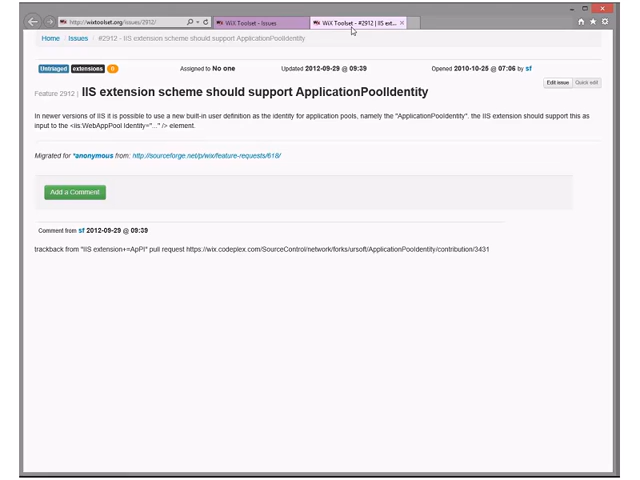 http://wixtoolset.org/issues/2912/
WiX Toolset - Issues
WiX Toolset - #2912 | IIS ext...
Home / Issues / #2912 - IIS extension scheme should support ApplicationPoolIdentity
Untriaged extensions 0
Assigned to No one
Updated 2012-09-29 @ 09:39
Opened 2010-10-25 @ 07:06 by sf
Edit issue Quick edit
Feature 2912 | IIS extension scheme should support ApplicationPoolIdentity
In newer versions of IIS it is possible to use a new built-in user definition as the identity for application pools, namely the "ApplicationPoolIdentity". the IIS extension should support this as
input to the <iis:WebAppPool Identity="..." /> element.
Migrated for *anonymous from: http://sourceforge.net/p/wix/feature-requests/618/
Add a Comment
Comment from sf 2012-09-29 @ 09:39
trackback from "IIS extension+=ApPI" pull request https://wix.codeplex.com/SourceControl/network/forks/ursoft/ApplicationPooIdentity/contribution/3431